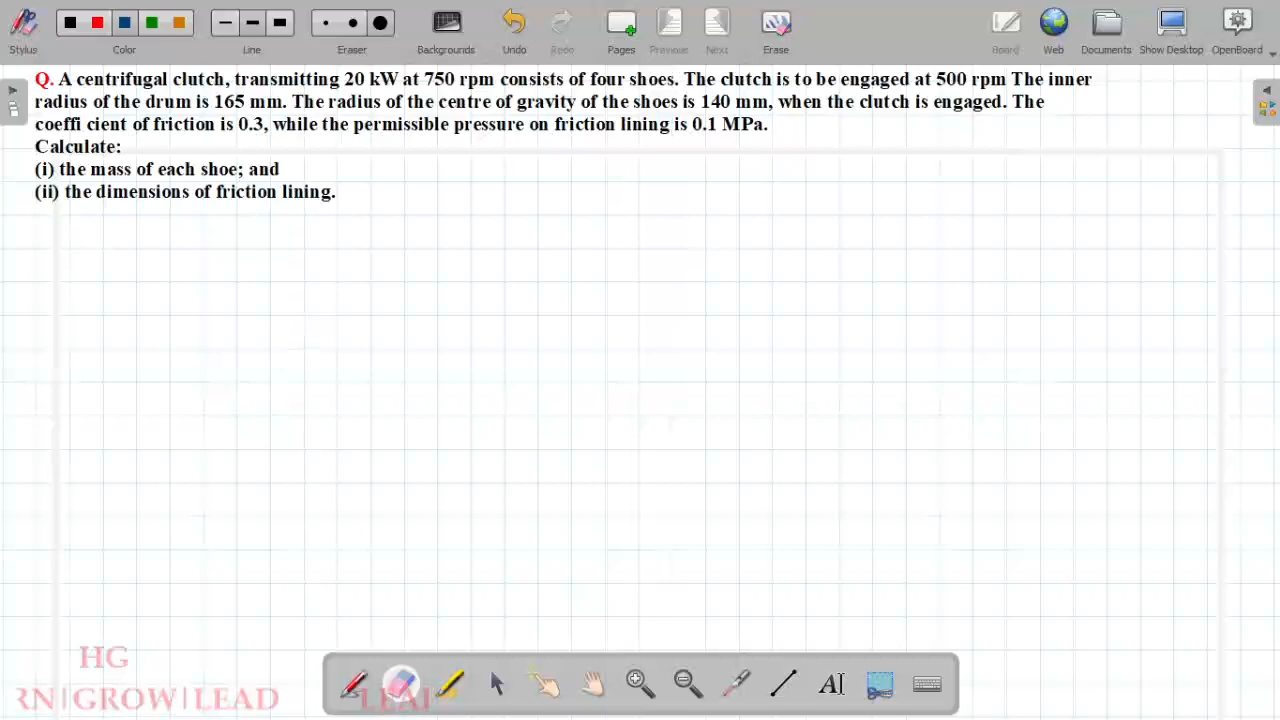 Stylus
Color
Line
Eraser
Backgrounds
Undo
Redo
Pages
Previous
Next
Erase
Board
Web
Documents
Show Desktop
OpenBoard
Q. A centrifugal clutch, transmitting 20 kW at 750 rpm consists of four shoes. The clutch is to be engaged at 500 rpm The inner
radius of the drum is 165 mm. The radius of the centre of gravity of the shoes is 140 mm, when the clutch is engaged. The
coeffi cient of friction is 0.3, while the permissible pressure on friction lining is 0.1 MPa.
Calculate:
(i) the mass of each shoe; and
(ii) the dimensions of friction lining.
HG
RN|GROW|LEAD
LEAI
A